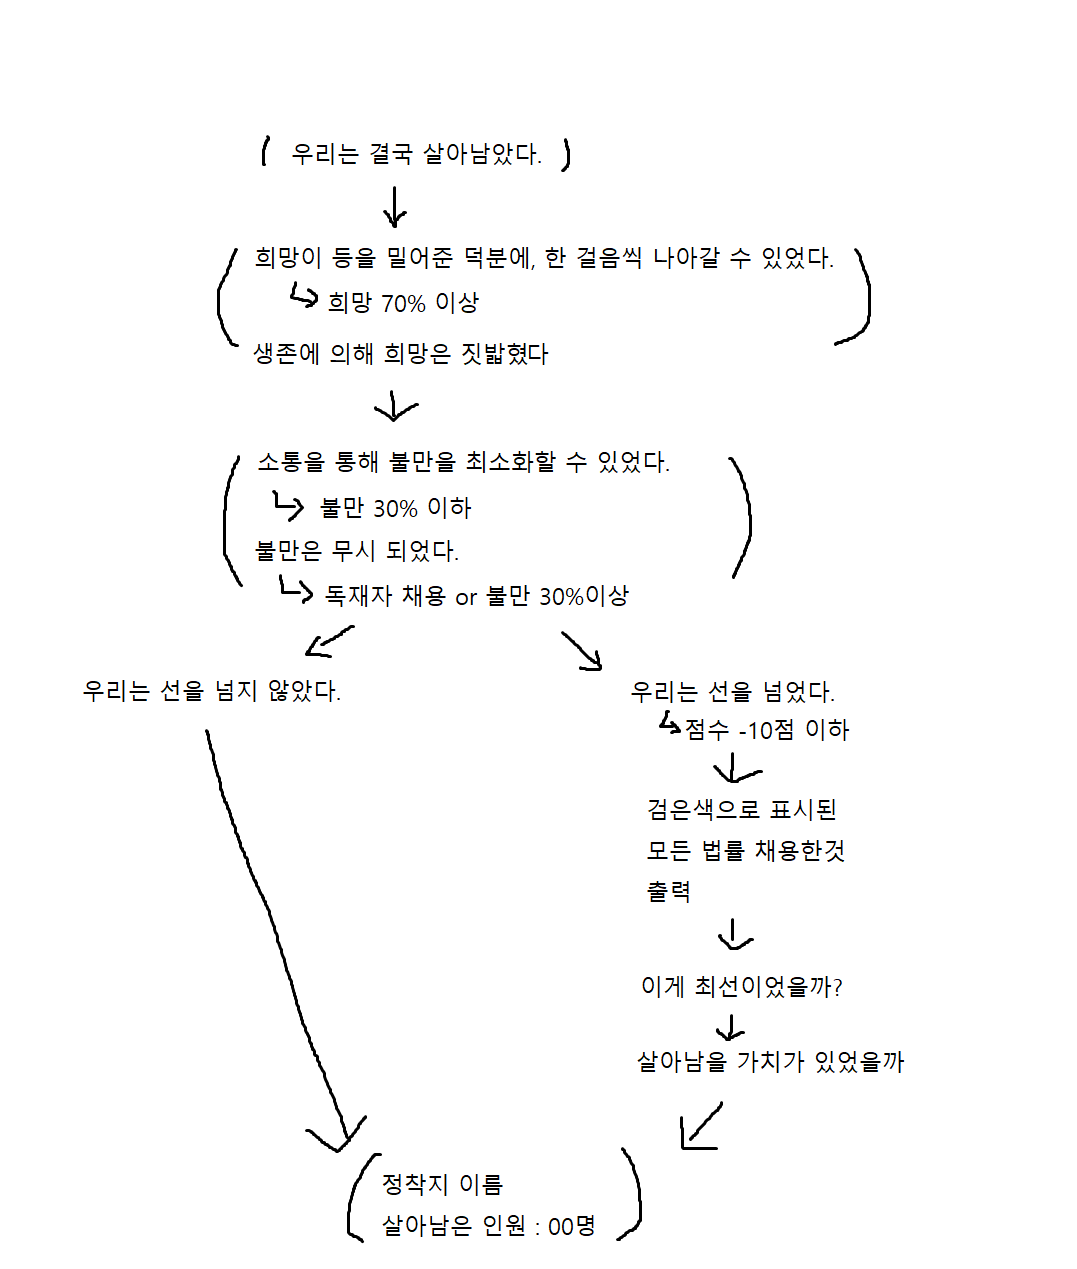 우리는 결국 살아남았다.
희망이 등을 밀어준 덕분에, 한 걸음씩 나아갈 수 있었다.
희망 70% 이상
생존에 의해 희망은 짓밟혔다
소통을 통해 불만을 최소화할 수 있었다.
불만 30% 이하
불만은 무시 되었다.
독재자 채용 or 불만 30%이상
우리는 선을 넘지 않았다.
우리는 선을 넘었다.
점수 -10점 이하
검은색으로 표시된
모든 법률 채용한것
출력
이게 최선이었을까?
살아남을 가치가 있었을까
정착지 이름
살아남은 인원 : 00명